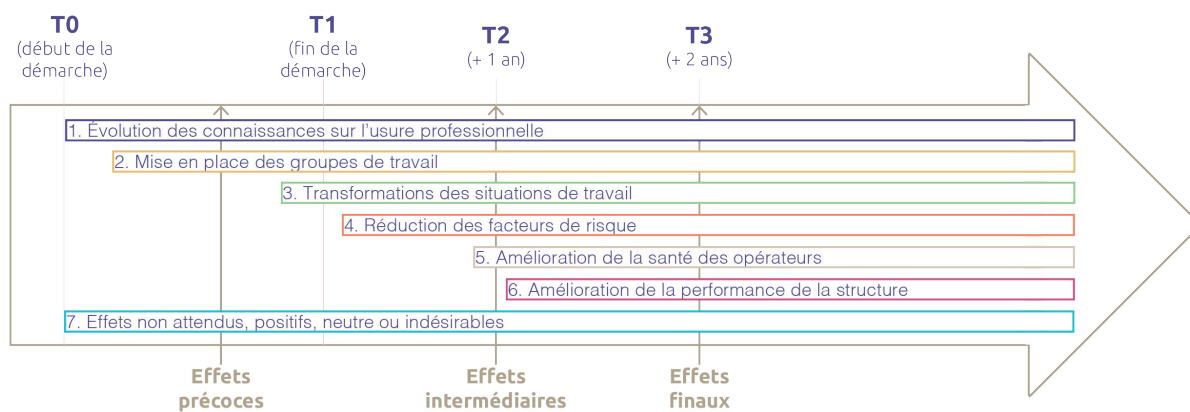 T0
(début de la
démarche)
T1
(fin de la
démarche)
T2
(+ 1 an)
T3
(+ 2 ans)
1. Évolution des connaissances sur l'usure professionnelle
2. Mise en place des groupes de travail
3. Transformations des situations de travail
4. Réduction des facteurs de risque
5. Amélioration de la santé des opérateurs
6. Amélioration de la performance de la structure
7. Effets non attendus, positifs, neutre ou indésirables
Effets
précoces
Effets
intermédiaires
Effets
finaux